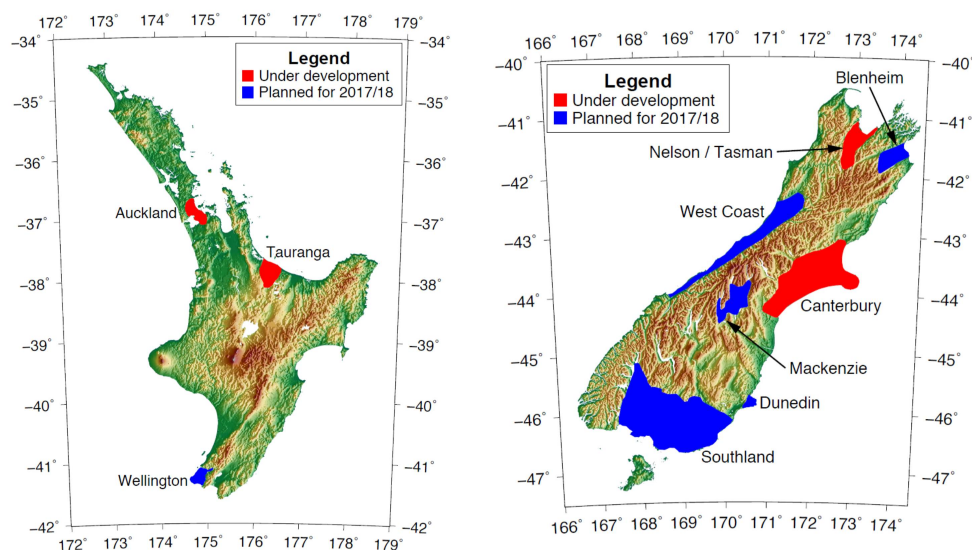 172° 173° 174° 175° 176° 177° 178° 179°
−34°
−35°
−36°
−37°
−38°
−39°
−40°
−41°
−42°
Legend
Under development
Planned for 2017/18
−34°
−35°
−36°
−37°
−38°
−39°
−40°
−41°
−42°
Auckland
Tauranga
Wellington
172° 173° 174° 175° 176° 177° 178° 179°
166° 167° 168° 169° 170° 171° 172° 173° 174°
−40°
−41°
−42°
−43°
−44°
−45°
−46°
−47°
Legend
Under development
Planned for 2017/18
−40°
−41°
−42°
−43°
−44°
−45°
−46°
−47°
Blenheim
Nelson / Tasman
West Coast
Canterbury
Mackenzie
Dunedin
Southland
166° 167° 168° 169° 170° 171° 172° 173° 174°